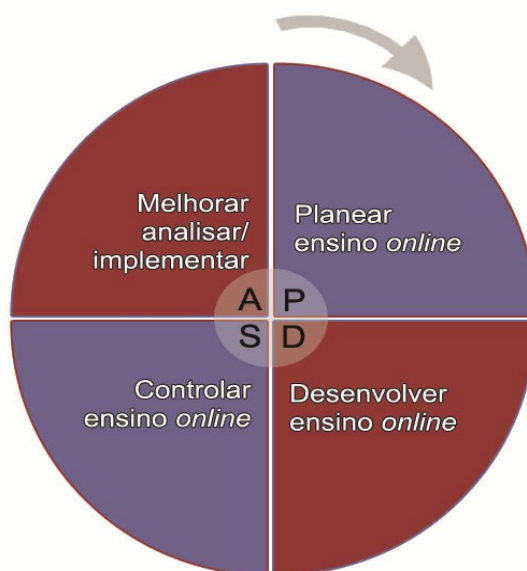 Melhorar
analisar/
implementar
Planear
ensino online
A P
S D
Controlar
ensino online
Desenvolver
ensino online